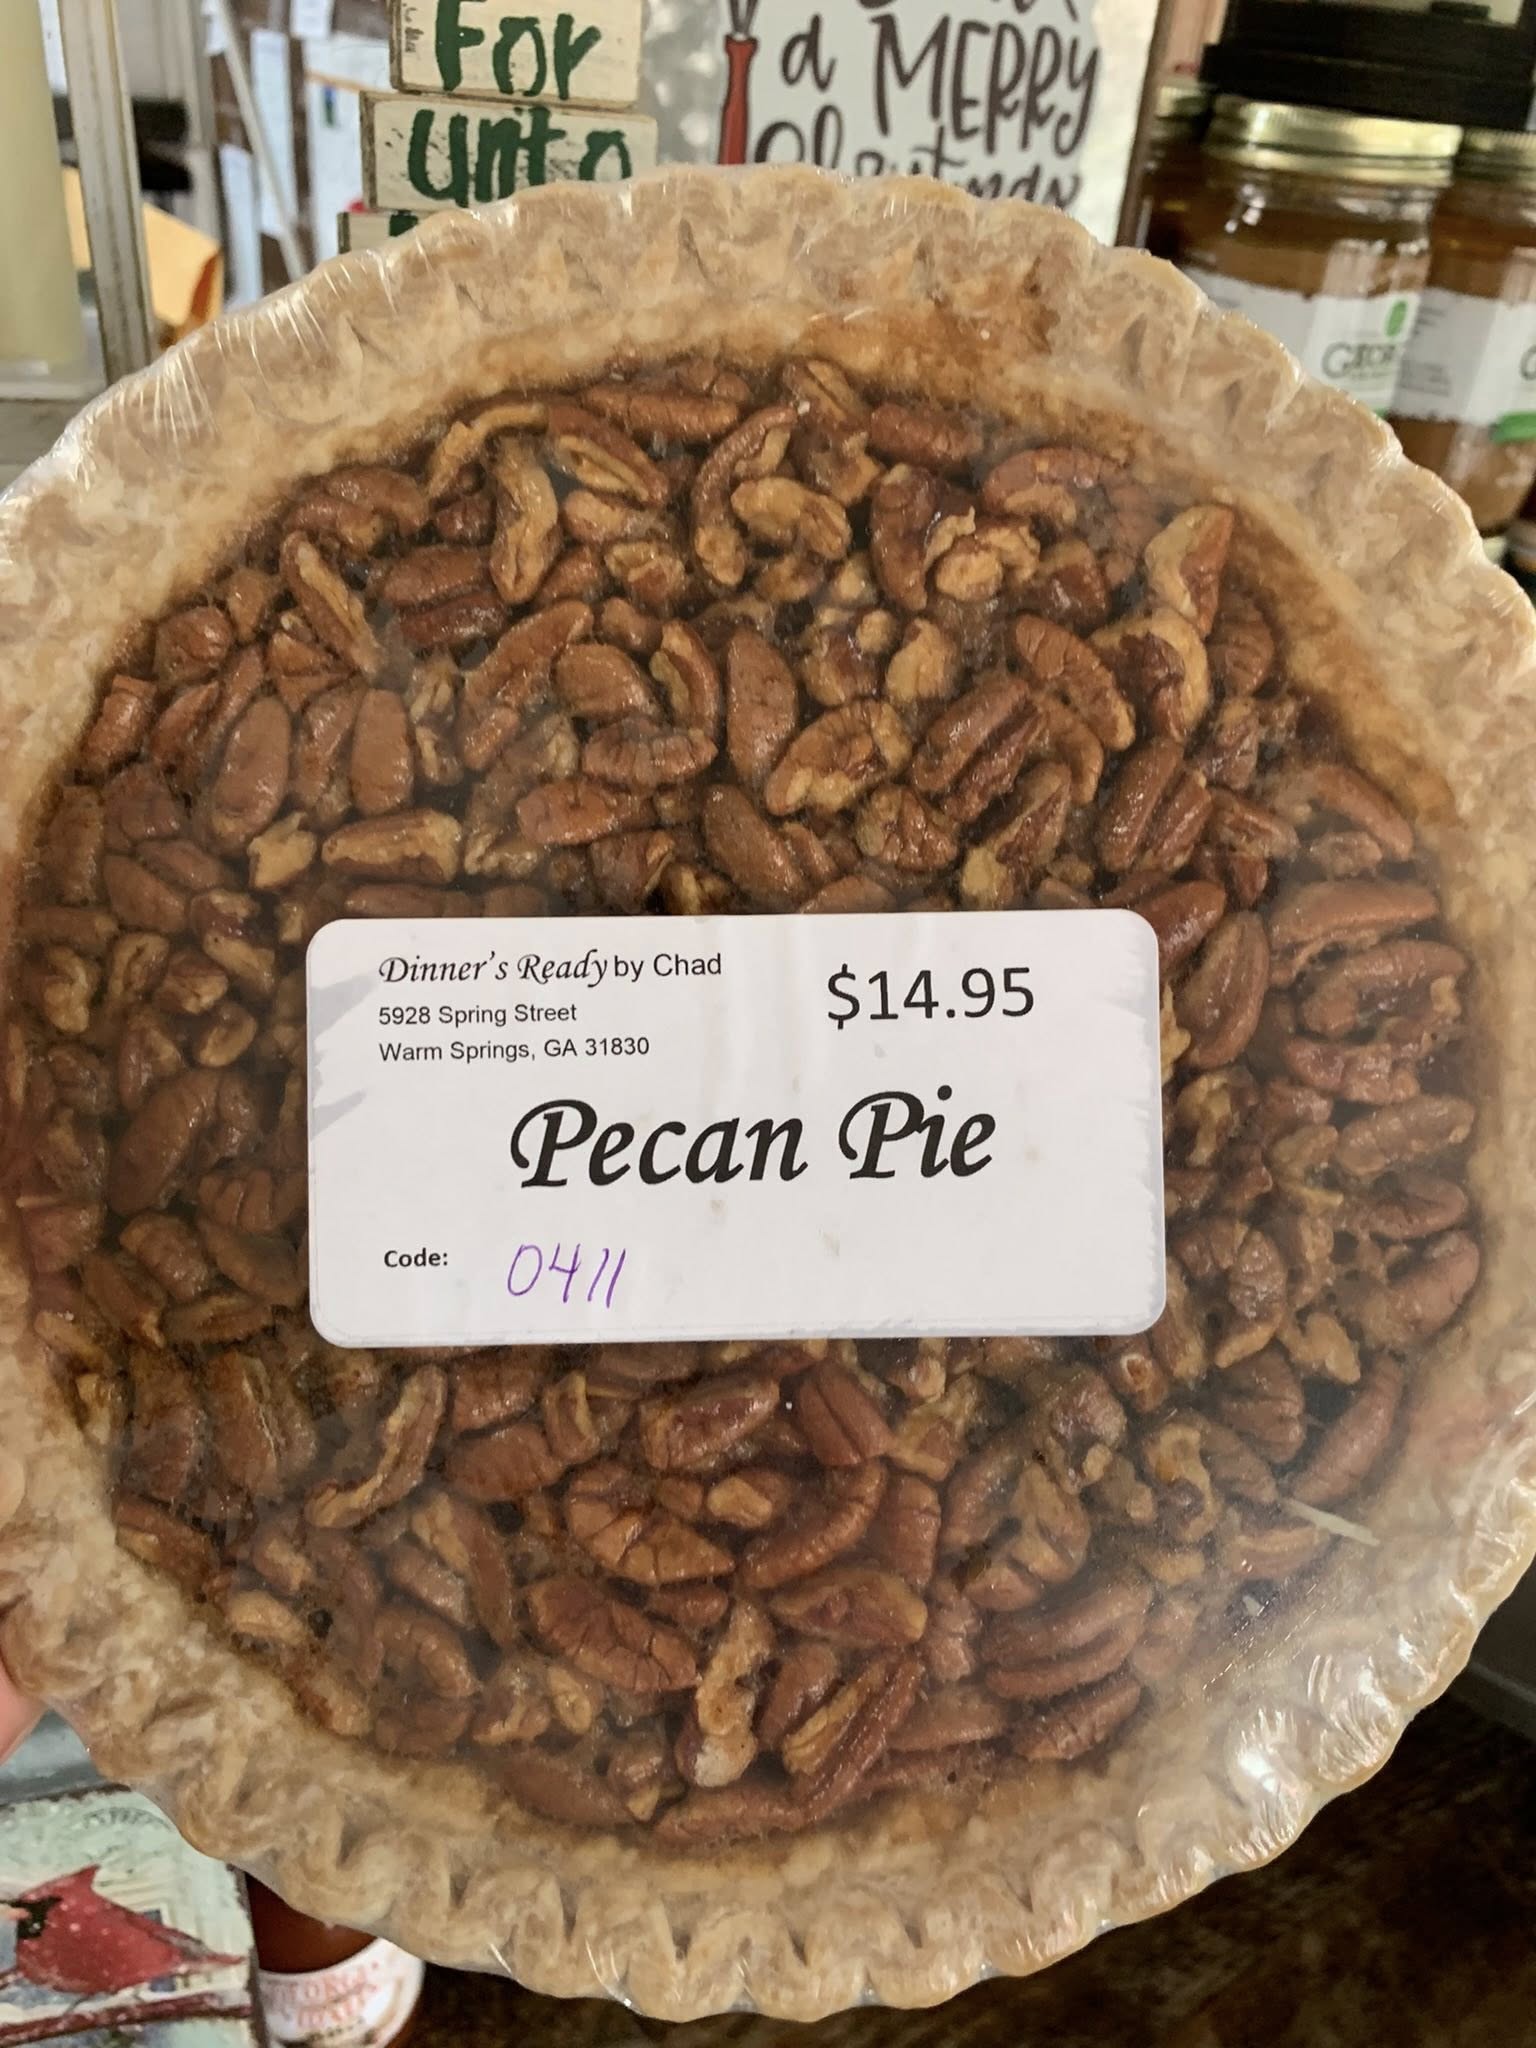 For
unto
a MERRY
Dinner's Ready by Chad
$14.95
5928 Spring Street
Warm Springs, GA 31830
Pecan Pie
Code: 0411